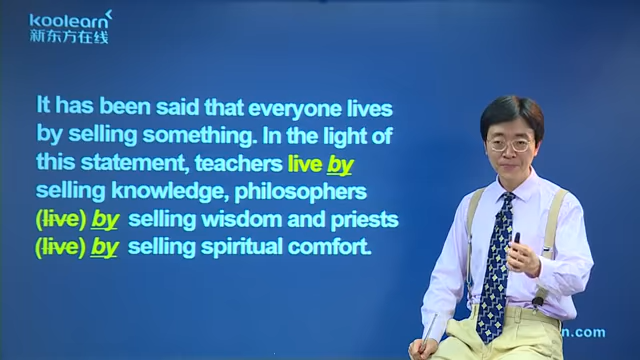 koolearn
新东方在线
It has been said that everyone lives
by selling something. In the light of
this statement, teachers live by
selling knowledge, philosophers
(live) by selling wisdom and priests
(live) by selling spiritual comfort.
n.com